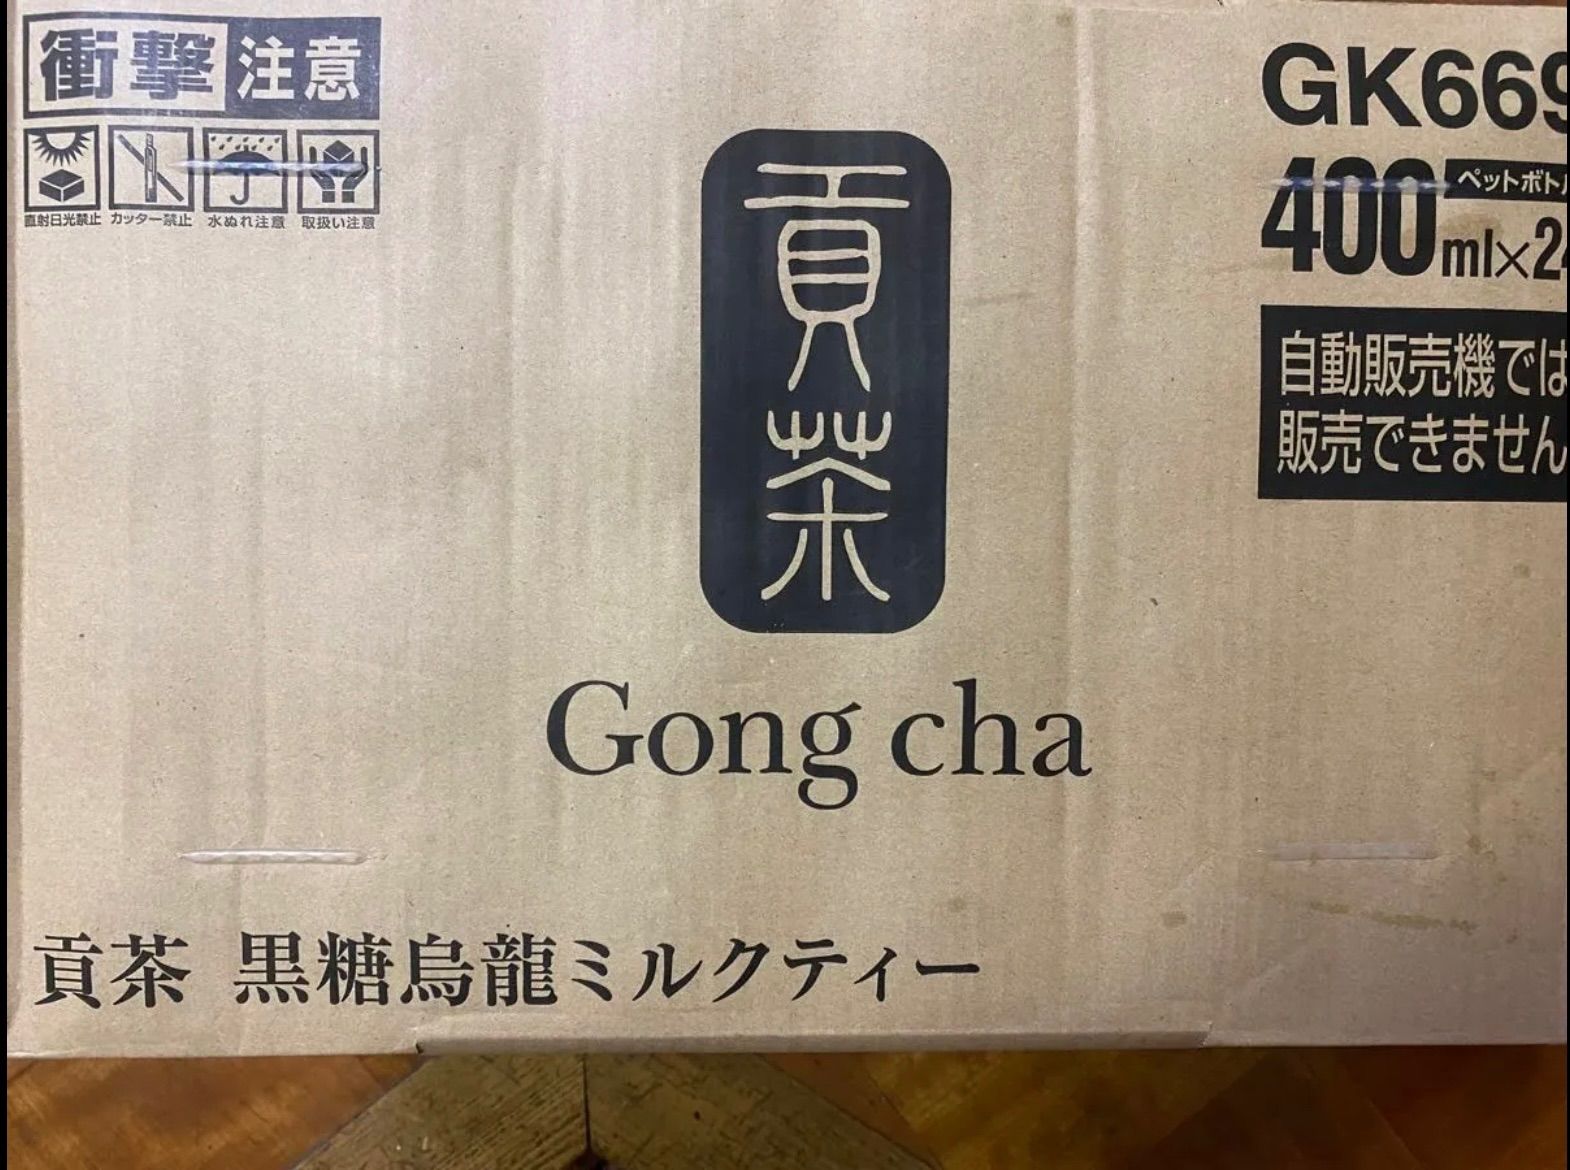 衝撃注意
直射日光禁止 カッター禁止 水ぬれ注意 取扱い注意
GK669
ペットボトル
400ml×24
自動販売機では
販売できません
貢茶
Gong cha
貢茶 黒糖烏龍ミルクティー